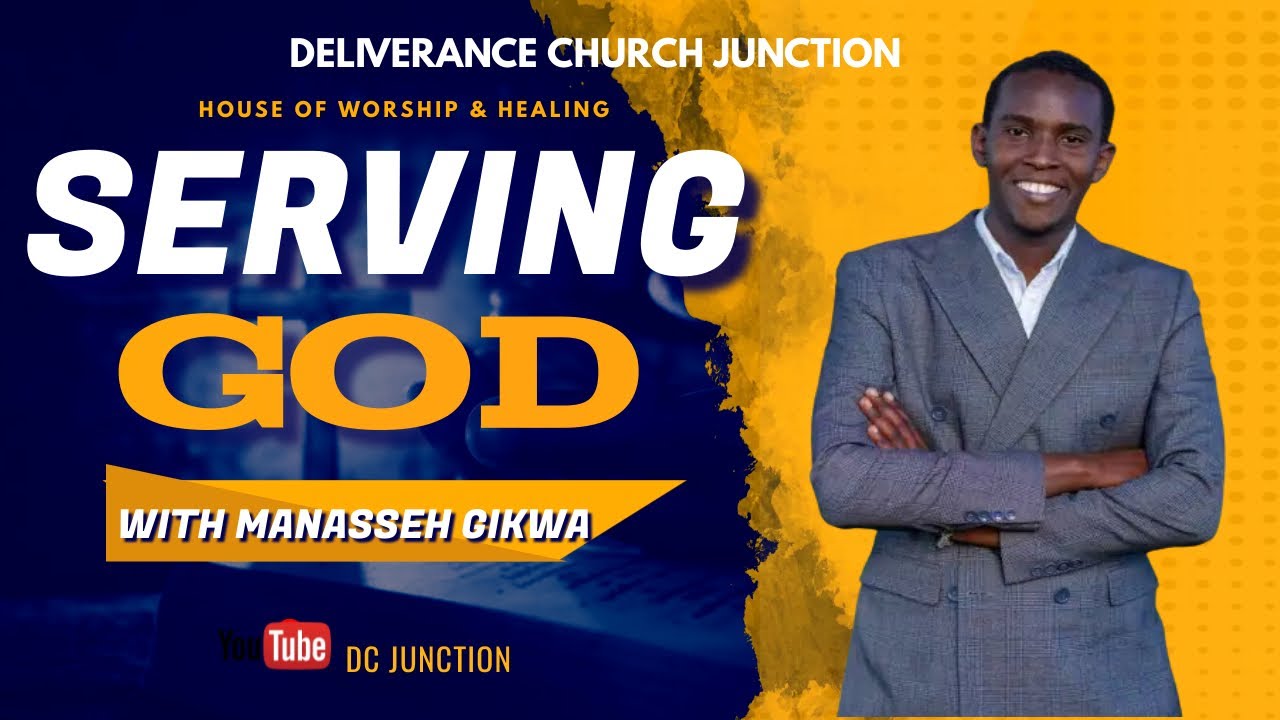 DELIVERANCE CHURCH JUNCTION
HOUSE OF WORSHIP & HEALING
SERVING
GOD
WITH MANASSEH GIKWA
YouTube DC JUNCTION